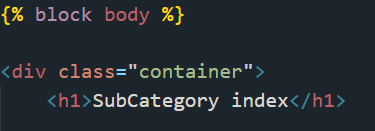 {% block body %}
<div class="container">
<h1>SubCategory index</h1>